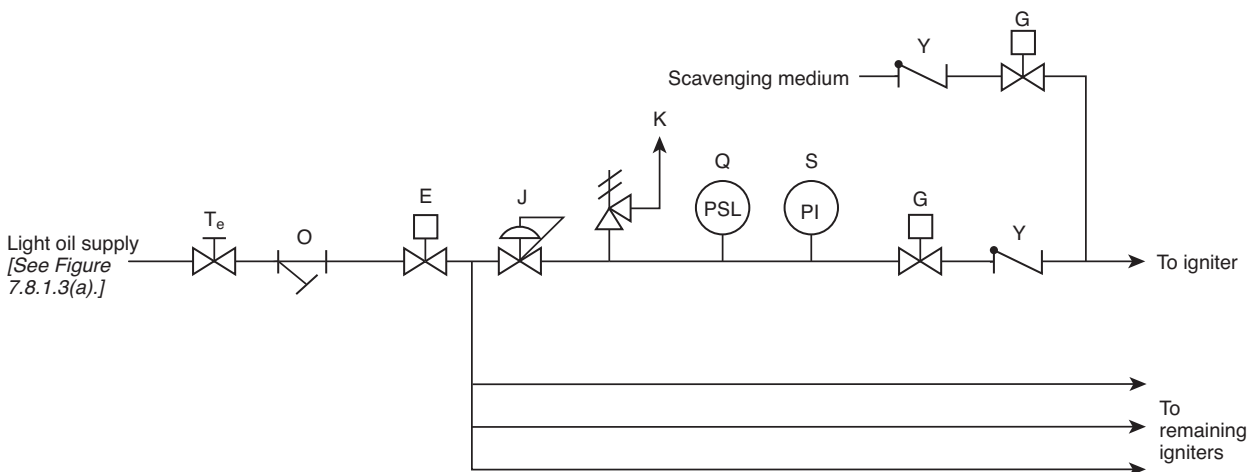 G
Y
Scavenging medium
K
Q
S
E
J
G
PSL
PI
Tₑ
O
Y
Light oil supply
[See Figure
7.8.1.3(a).]
To igniter
To
remaining
igniters